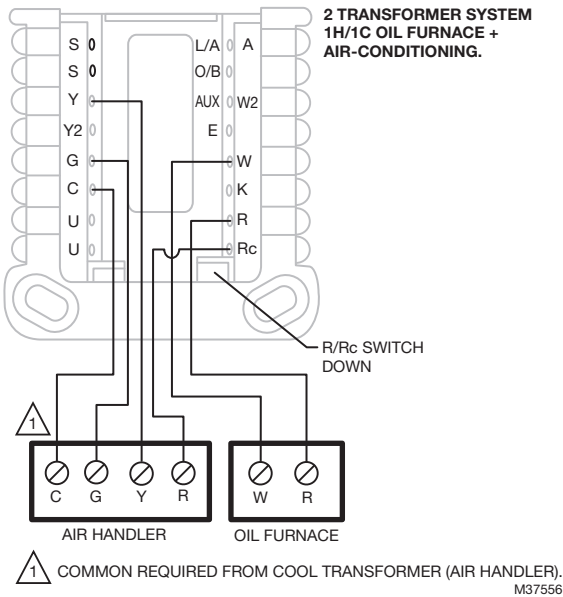 2 TRANSFORMER SYSTEM
1H/1C OIL FURNACE +
AIR-CONDITIONING.
S L/A A
S O/B
Y AUX W2
Y2 E
G W
C K
U R
U Rc
R/Rc SWITCH
DOWN
1
C G Y R W R
AIR HANDLER OIL FURNACE
1 COMMON REQUIRED FROM COOL TRANSFORMER (AIR HANDLER).
M37556